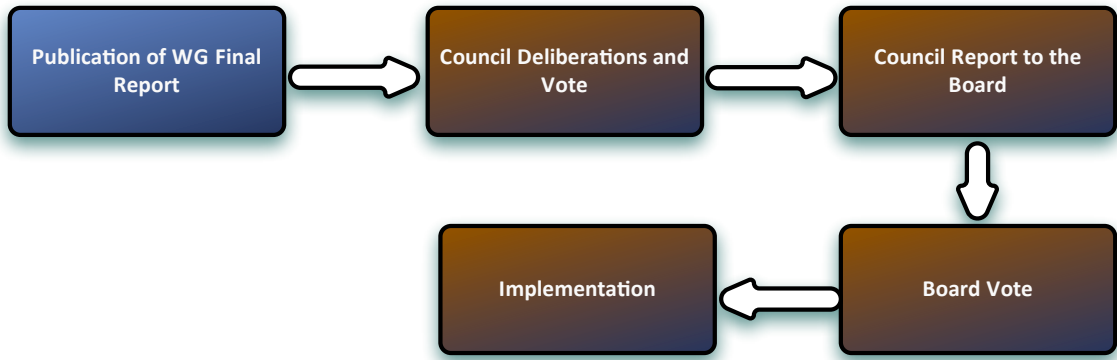 Publication of WG Final
Report
Council Deliberations and
Vote
Council Report to the
Board
Board Vote
Implementation